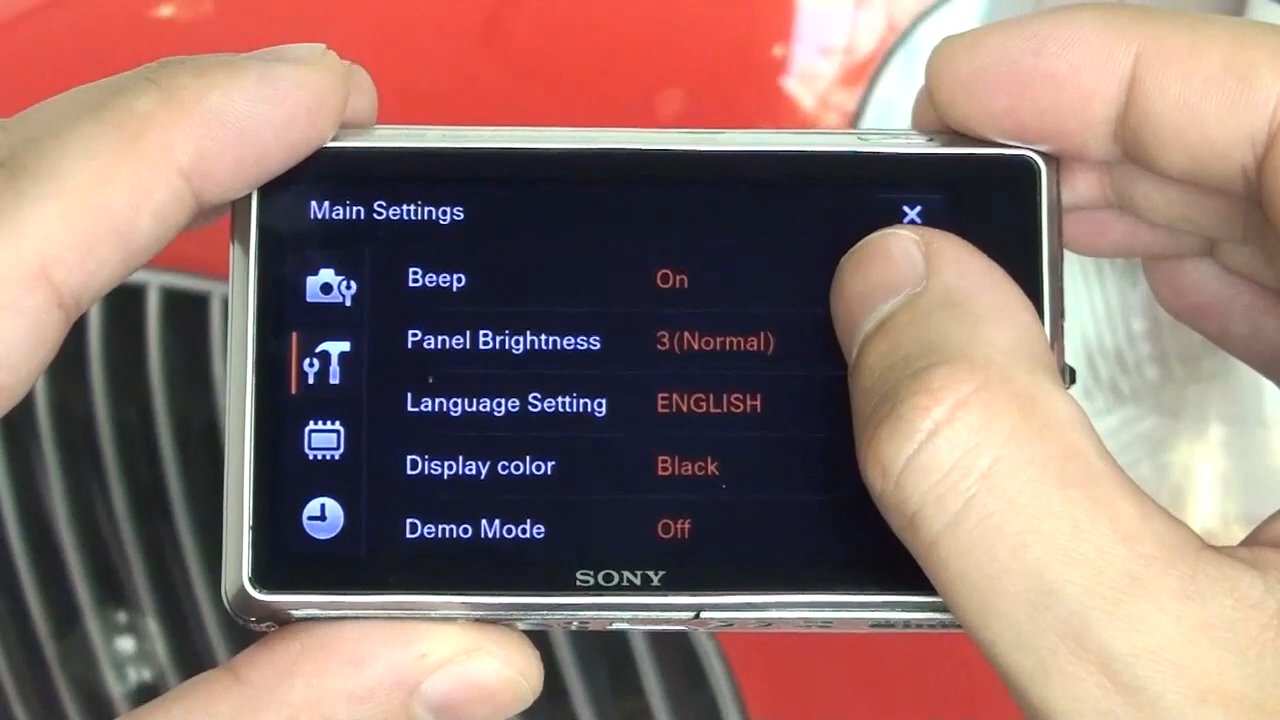 Main Settings
Beep On
Panel Brightness 3(Normal)
Language Setting ENGLISH
Display color Black
Demo Mode Off
SONY